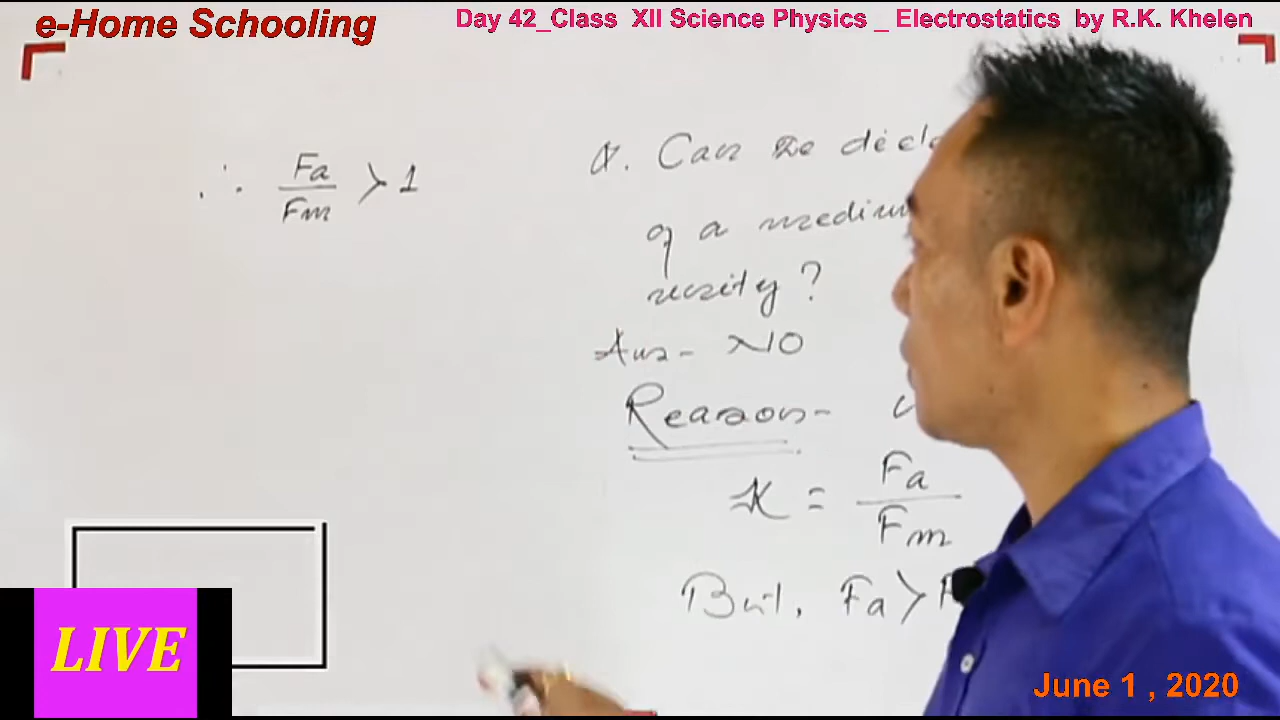 e-Home Schooling
Day 42_Class XII Science Physics _ Electrostatics by R.K. Khelen
∴ Fa/Fm > 1
Q. Can the diele
of a medium
unity?
Ans- NO
Reason-
K = Fa/Fm
But, Fa > F
LIVE
June 1 , 2020